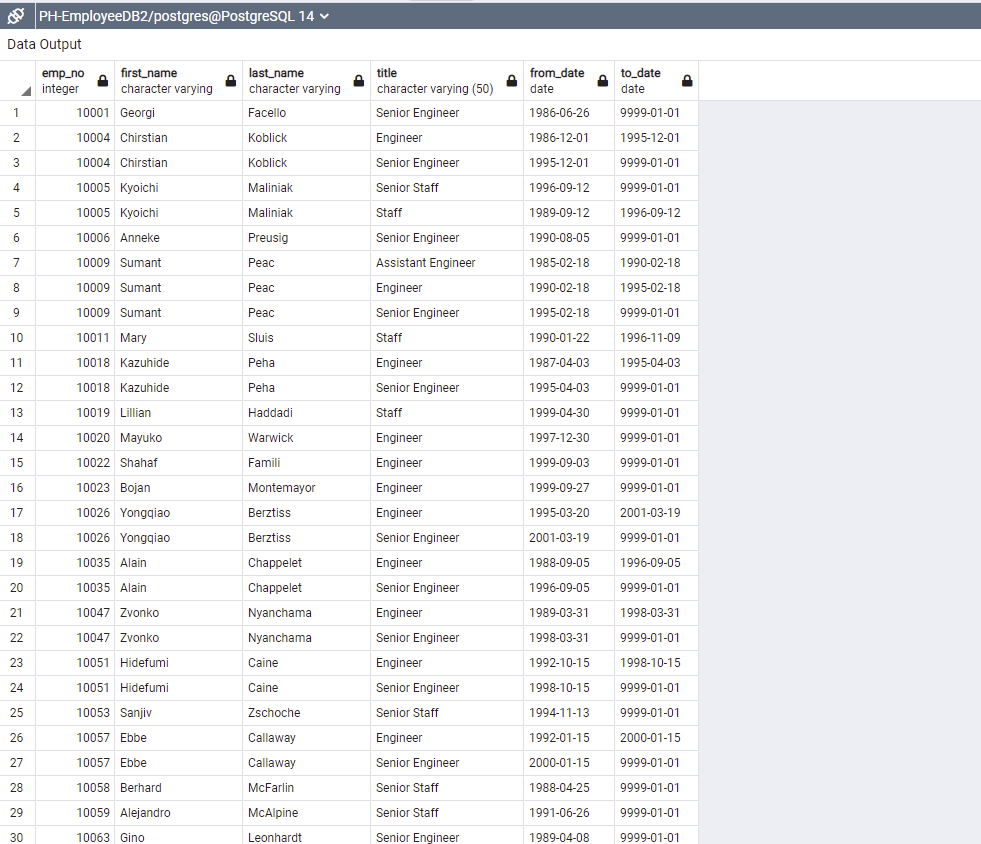 PH-EmployeeDB2/postgres@PostgreSQL 14
Data Output
emp_no first_name last_name title from_date to_date
integer character varying character varying character varying (50) date date
1 10001 Georgi Facello Senior Engineer 1986-06-26 9999-01-01
2 10004 Chirstian Koblick Engineer 1986-12-01 1995-12-01
3 10004 Chirstian Koblick Senior Engineer 1995-12-01 9999-01-01
4 10005 Kyoichi Maliniak Senior Staff 1996-09-12 9999-01-01
5 10005 Kyoichi Maliniak Staff 1989-09-12 1996-09-12
6 10006 Anneke Preusig Senior Engineer 1990-08-05 9999-01-01
7 10009 Sumant Peac Assistant Engineer 1985-02-18 1990-02-18
8 10009 Sumant Peac Engineer 1990-02-18 1995-02-18
9 10009 Sumant Peac Senior Engineer 1995-02-18 9999-01-01
10 10011 Mary Sluis Staff 1990-01-22 1996-11-09
11 10018 Kazuhide Peha Engineer 1987-04-03 1995-04-03
12 10018 Kazuhide Peha Senior Engineer 1995-04-03 9999-01-01
13 10019 Lillian Haddadi Staff 1999-04-30 9999-01-01
14 10020 Mayuko Warwick Engineer 1997-12-30 9999-01-01
15 10022 Shahaf Famili Engineer 1999-09-03 9999-01-01
16 10023 Bojan Montemayor Engineer 1999-09-27 9999-01-01
17 10026 Yongqiao Berztiss Engineer 1995-03-20 2001-03-19
18 10026 Yongqiao Berztiss Senior Engineer 2001-03-19 9999-01-01
19 10035 Alain Chappelet Engineer 1988-09-05 1996-09-05
20 10035 Alain Chappelet Senior Engineer 1996-09-05 9999-01-01
21 10047 Zvonko Nyanchama Engineer 1989-03-31 1998-03-31
22 10047 Zvonko Nyanchama Senior Engineer 1998-03-31 9999-01-01
23 10051 Hidefumi Caine Engineer 1992-10-15 1998-10-15
24 10051 Hidefumi Caine Senior Engineer 1998-10-15 9999-01-01
25 10053 Sanjiv Zschoche Senior Staff 1994-11-13 9999-01-01
26 10057 Ebbe Callaway Engineer 1992-01-15 2000-01-15
27 10057 Ebbe Callaway Senior Engineer 2000-01-15 9999-01-01
28 10058 Berhard McFarlin Senior Staff 1988-04-25 9999-01-01
29 10059 Alejandro McAlpine Senior Staff 1991-06-26 9999-01-01
30 10063 Gino Leonhardt Senior Engineer 1989-04-08 9999-01-01